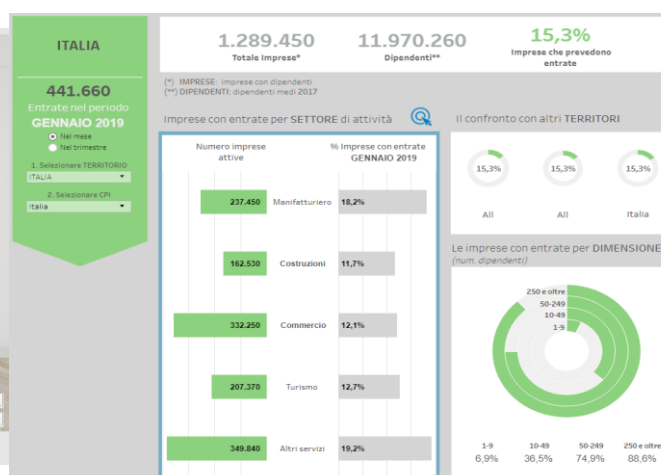 ITALIA
441.660
Entrate nel periodo
GENNAIO 2019
Nel mese
Nel trimestre
1. Selezionare TERRITORIO
ITALIA
2. Selezionare CPI
Italia
1.289.450
Totale Imprese*
11.970.260
Dipendenti**
15,3%
Imprese che prevedono
entrate
(*) IMPRESE: imprese con dipendenti
(**) DIPENDENTI: dipendenti medi 2017
Imprese con entrate per SETTORE di attività
Numero imprese
attive
% Imprese con entrate
GENNAIO 2019
237.450 Manifatturiero 18,2%
162.530 Costruzioni 11,7%
332.250 Commercio 12,1%
207.370 Turismo 12,7%
349.840 Altri servizi 19,2%
Il confronto con altri TERRITORI
15,3% 15,3% 15,3%
All All Italia
Le imprese con entrate per DIMENSIONE
(num. dipendenti)
250 e oltre
50-249
10-49
1-9
1-9 10-49 50-249 250 e oltre
6,9% 36,5% 74,9% 88,6%